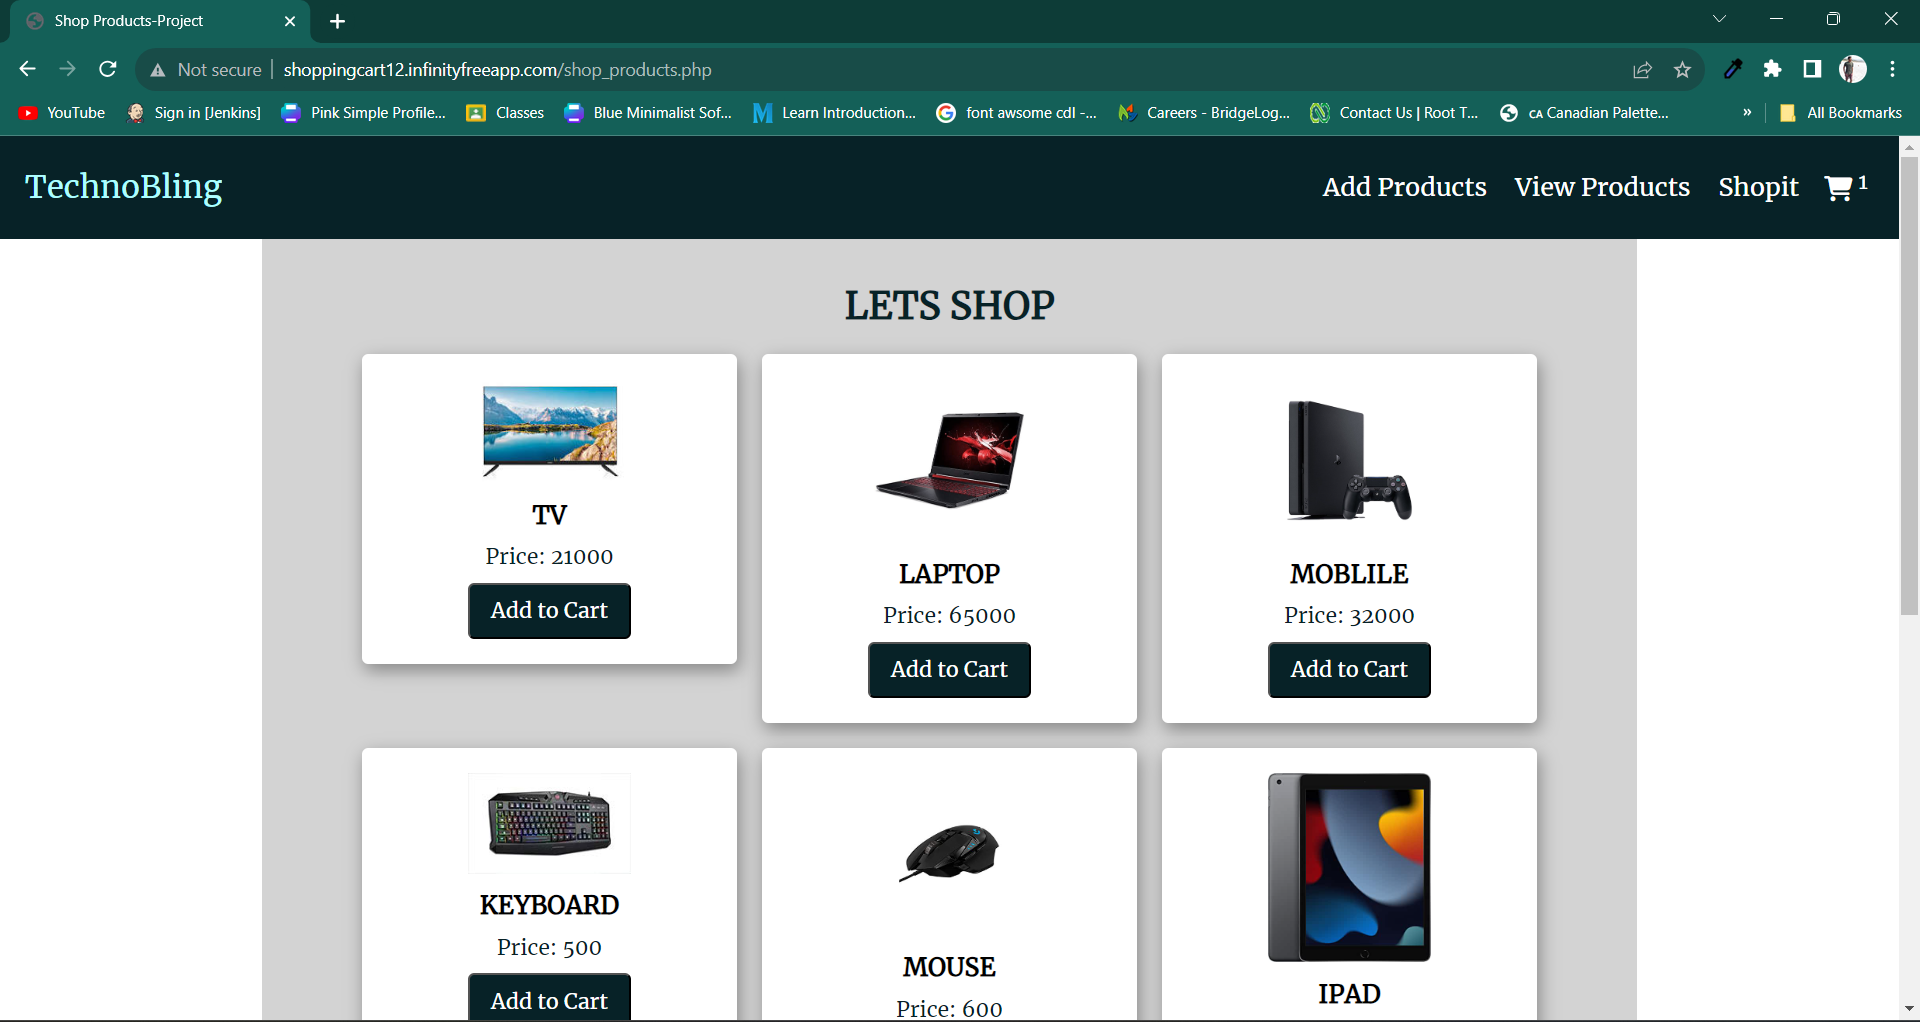 Shop Products-Project
Not secure shoppingcart12.infinityfreeapp.com/shop_products.php
YouTube Sign in [Jenkins] Pink Simple Profile... Classes Blue Minimalist Sof... Learn Introduction... font awsome cdl -... Careers - BridgeLog... Contact Us | Root T... CA Canadian Palette... » All Bookmarks
TechnoBling Add Products View Products Shopit 1
LETS SHOP
TV
Price: 21000
Add to Cart
LAPTOP
Price: 65000
Add to Cart
MOBLILE
Price: 32000
Add to Cart
KEYBOARD
Price: 500
Add to Cart
MOUSE
Price: 600
IPAD